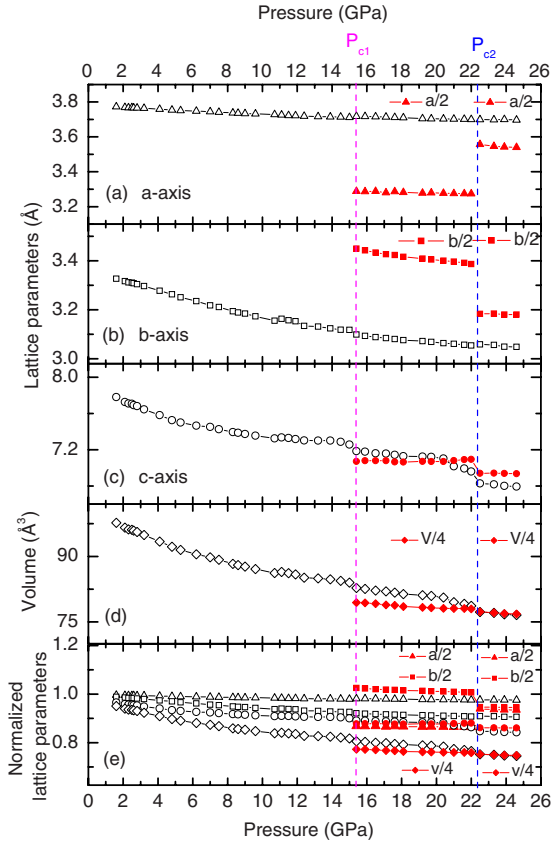 Pressure (GPa)
P_c1 P_c2
0 2 4 6 8 10 12 14 16 18 20 22 24 26
3.8
3.6
3.4
3.2
a/2 a/2
(a) a-axis
3.4
3.2
3.0
b/2 b/2
(b) b-axis
Lattice parameters (Å)
8.0
7.2
(c) c-axis
90
75
Volume (Å³)
V/4 V/4
(d)
1.2
1.0
0.8
Normalized
lattice parameters
a/2 a/2
b/2 b/2
(e)
v/4 v/4
0 2 4 6 8 10 12 14 16 18 20 22 24 26
Pressure (GPa)